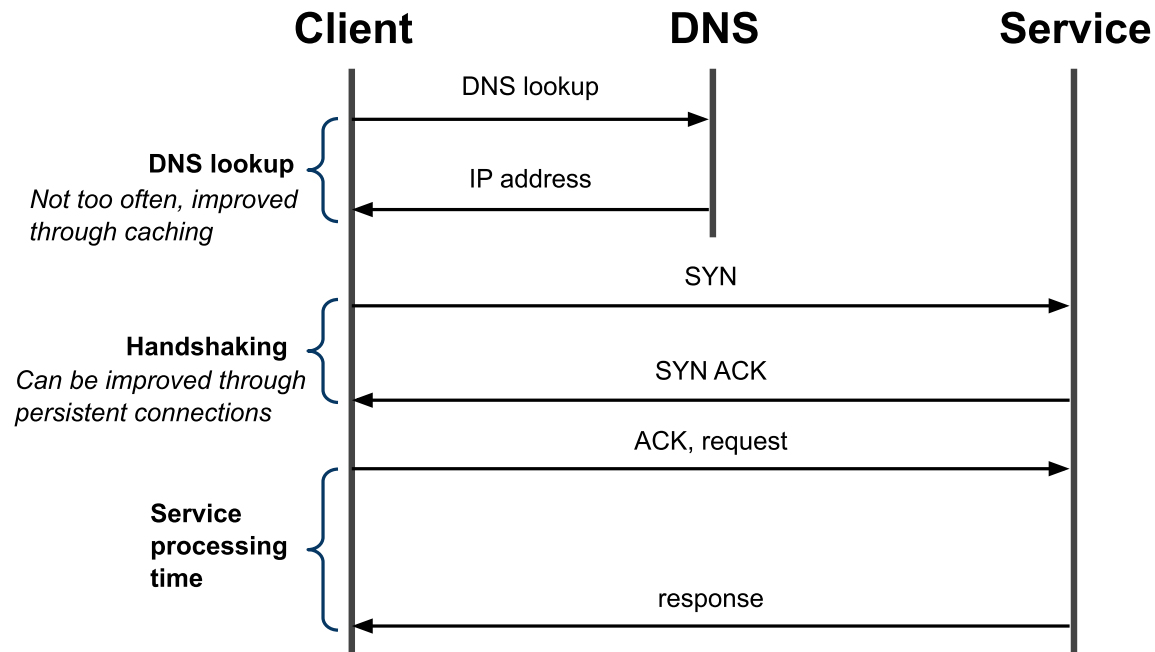 Client
DNS
Service
DNS lookup
DNS lookup
Not too often, improved
through caching
IP address
SYN
Handshaking
Can be improved through
persistent connections
SYN ACK
ACK, request
Service
processing
time
response